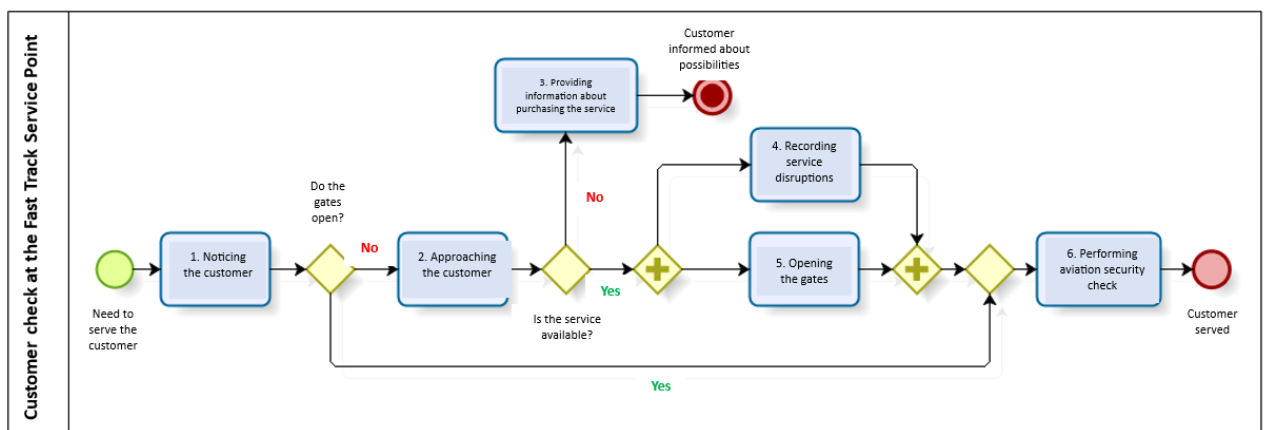 Customer check at the Fast Track Service Point
Need to
serve the
customer
1. Noticing
the customer
Do the
gates
open?
No
2. Approaching
the customer
Is the service
available?
No
3. Providing
information about
purchasing the service
Customer
informed about
possibilities
Yes
4. Recording
service
disruptions
5. Opening
the gates
Yes
6. Performing
aviation security
check
Customer
served